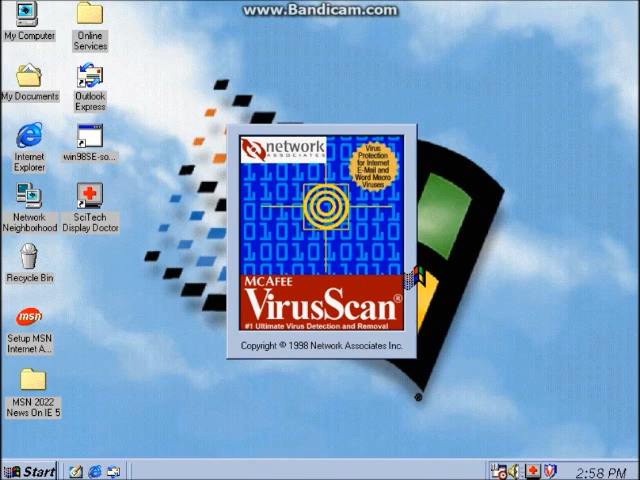 www.Bandicam.com
My Computer
Online
Services
My Documents
Outlook
Express
Internet
Explorer
win98SE-so...
Network
Neighborhood
SciTech
Display Doctor
Recycle Bin
msn
Setup MSN
Internet A...
MSN 2022
News On IE 5
network
ASSOCIATES
Virus
Protection
for Internet
E-Mail and
Word Macro
Viruses
MCAFEE
VirusScan®
#1 Ultimate Virus Detection and Removal
Copyright © 1998 Network Associates Inc.
Start
2:58 PM